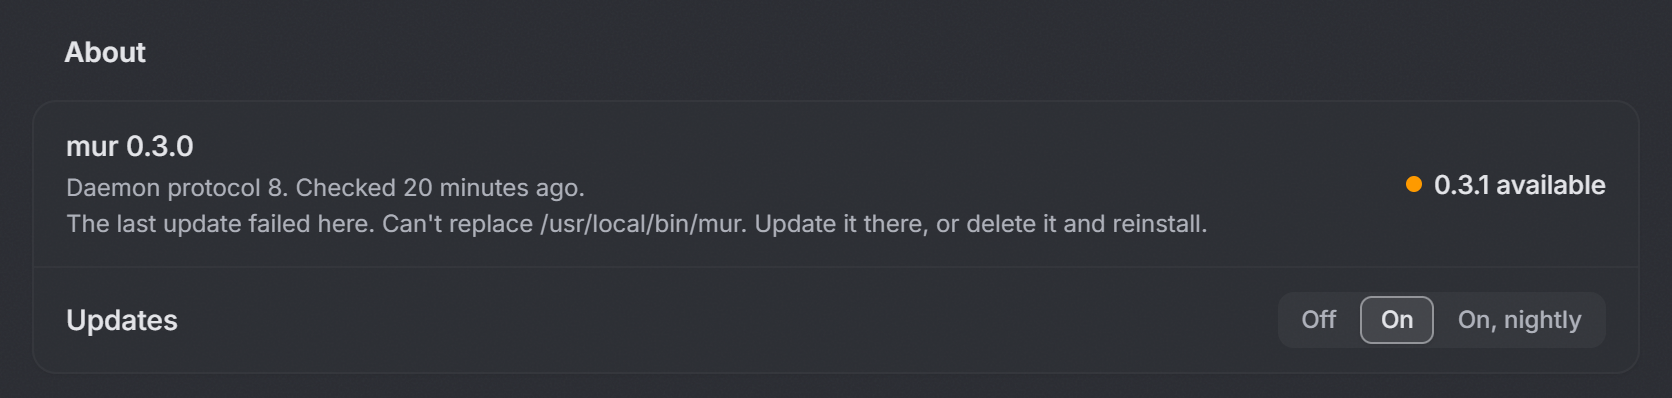 About
mur 0.3.0
Daemon protocol 8. Checked 20 minutes ago.
The last update failed here. Can't replace /usr/local/bin/mur. Update it there, or delete it and reinstall.
0.3.1 available
Updates
Off
On
On, nightly